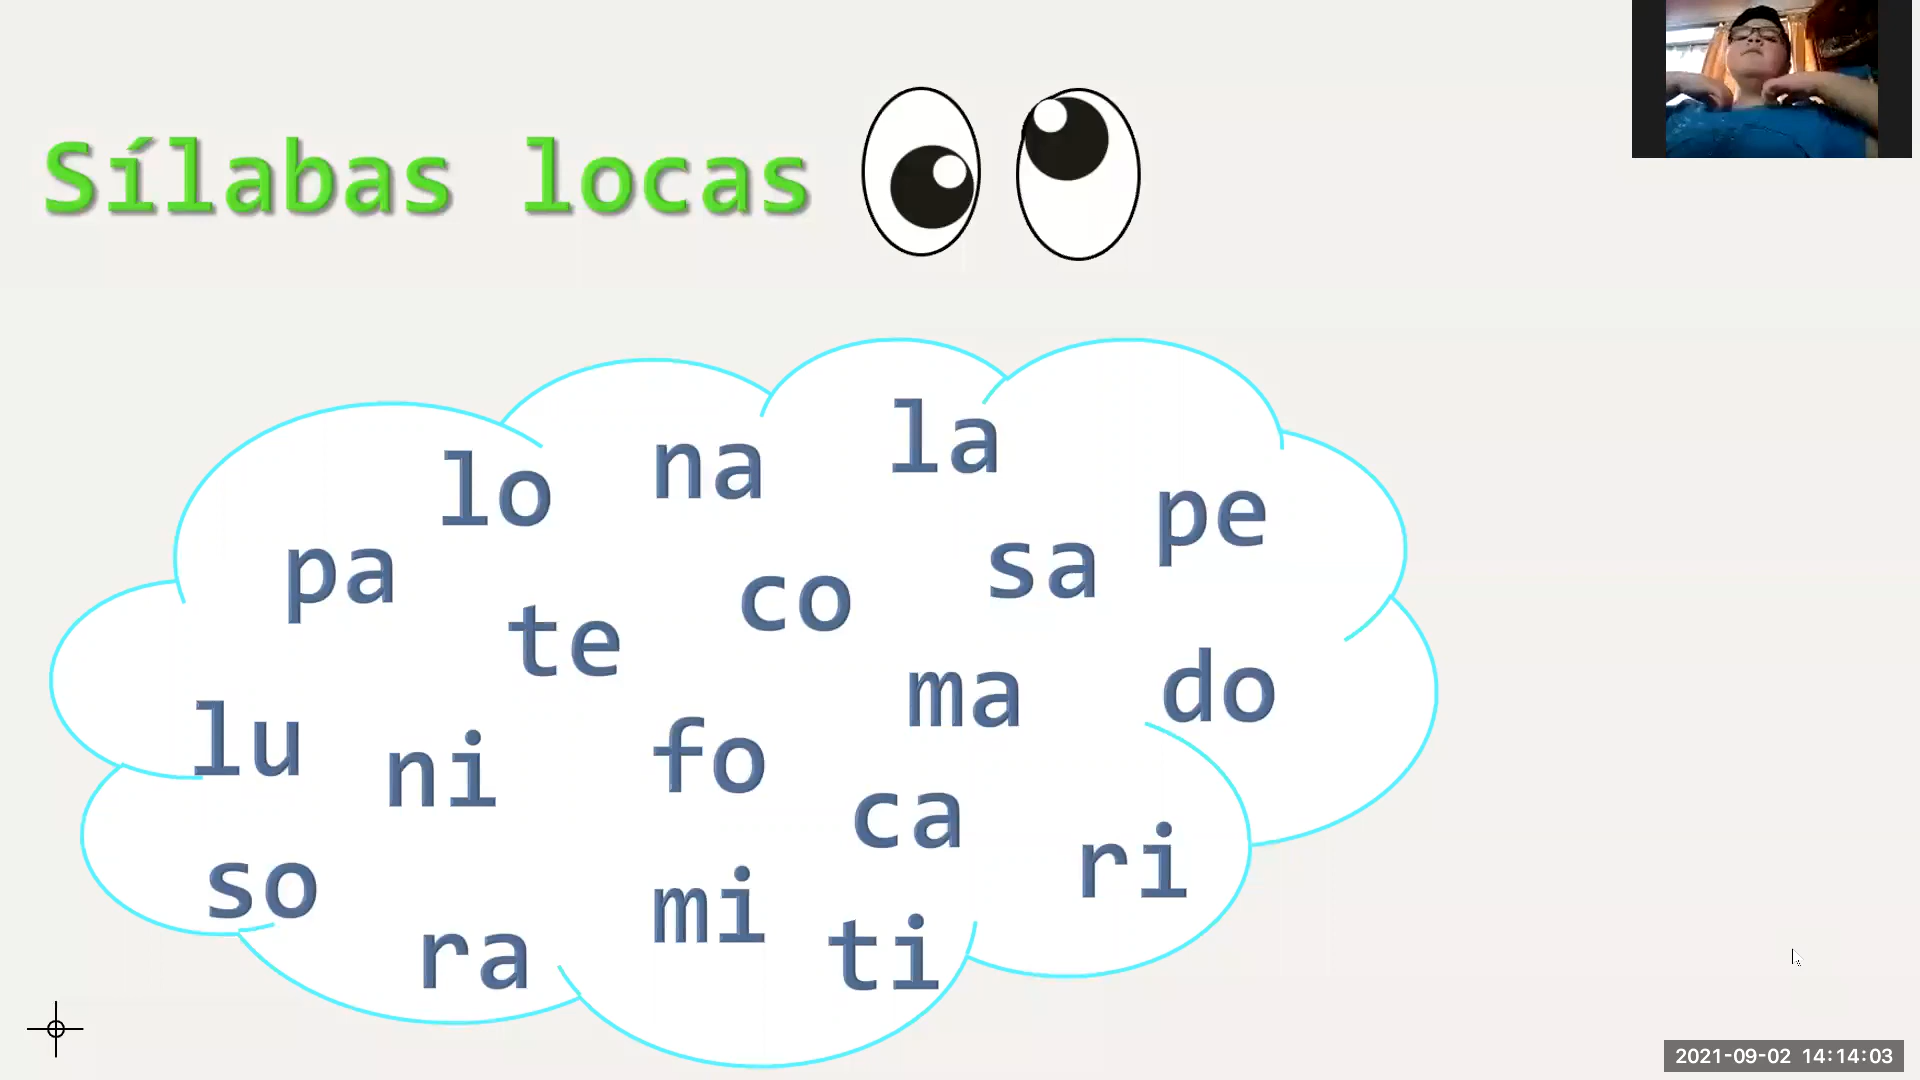 Sílabas locas
lo na la
pa te co sa pe
lu ni fo ma do
so ra mi ca ti ri
2021-09-02 14:14:03